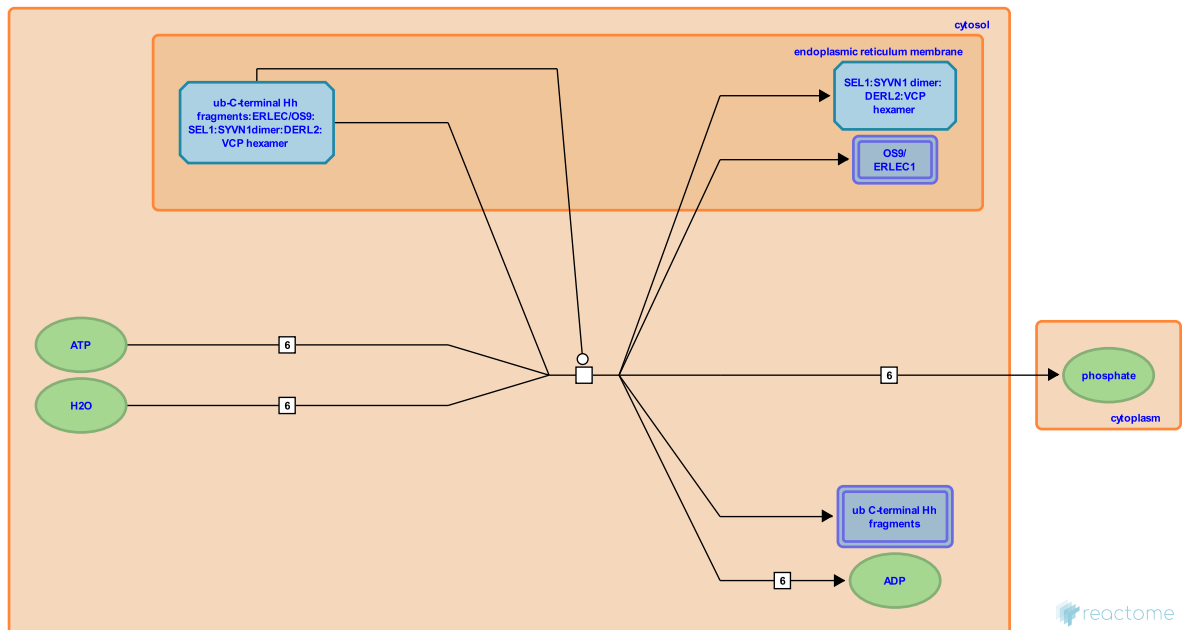 cytosol
endoplasmic reticulum membrane
ub-C-terminal Hh
fragments:ERLEC/OS9:
SEL1:SYVN1dimer:DERL2:
VCP hexamer
SEL1:SYVN1 dimer:
DERL2:VCP
hexamer
OS9/
ERLEC1
ATP
6
H2O
6
6
phosphate
cytoplasm
ub C-terminal Hh
fragments
6
ADP
reactome